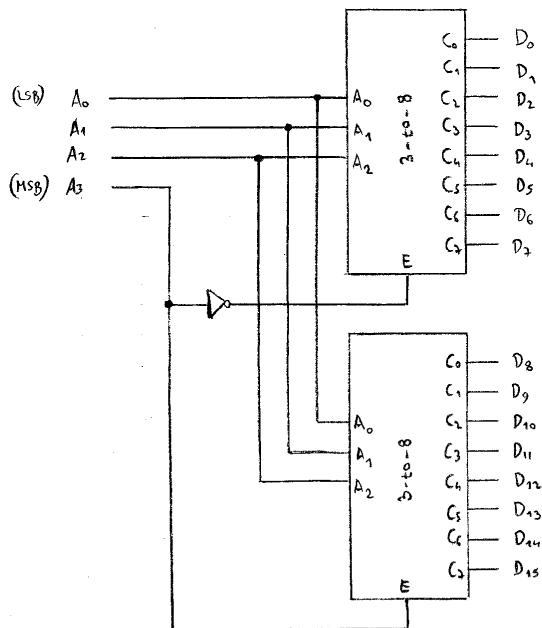 C₀ D₀
C₁ D₁
(LSB) A₀ A₀ C₂ D₂
A₁ A₁ C₃ D₃
A₂ A₂ C₄ D₄
(MSB) A₃ C₅ D₅
C₆ D₆
C₇ D₇
3-to-8
E
C₀ D₈
C₁ D₉
A₀ C₂ D₁₀
A₁ C₃ D₁₁
A₂ C₄ D₁₂
C₅ D₁₃
C₆ D₁₄
C₇ D₁₅
3-to-8
E